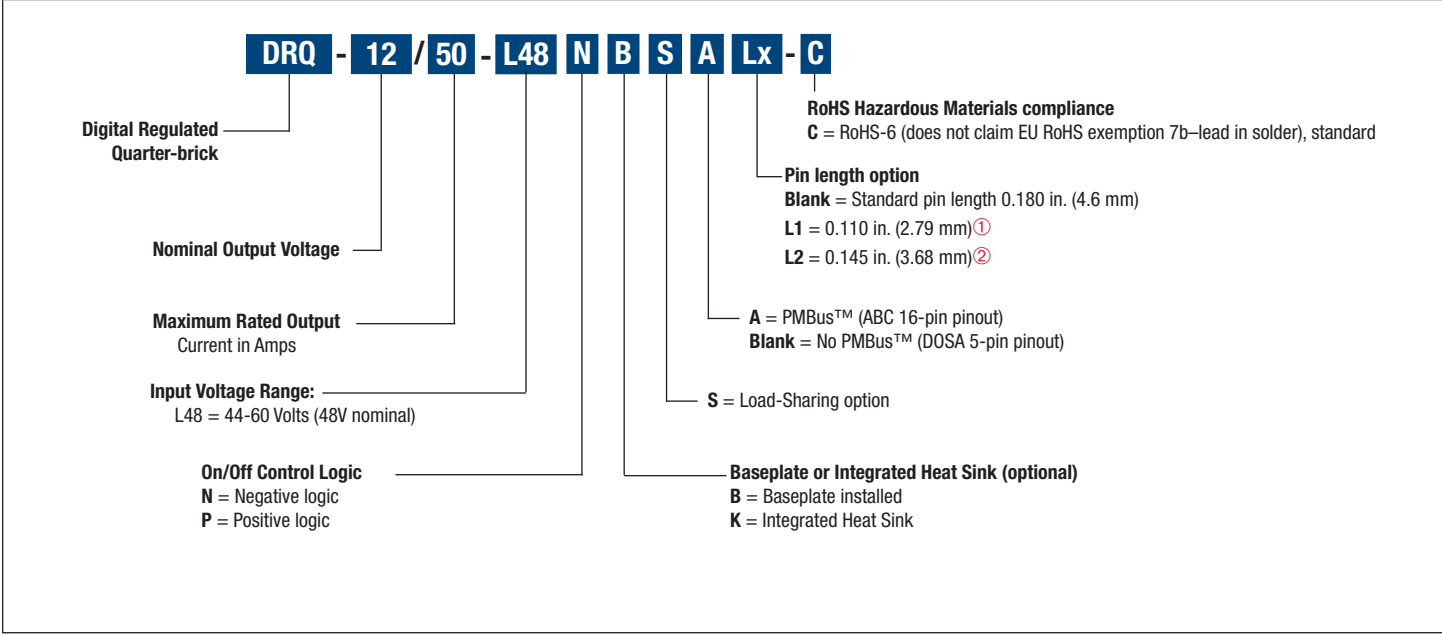 DRQ - 12 / 50 - L48 N B S A Lx - C
RoHS Hazardous Materials compliance
C = RoHS-6 (does not claim EU RoHS exemption 7b–lead in solder), standard
Digital Regulated
Quarter-brick
Pin length option
Blank = Standard pin length 0.180 in. (4.6 mm)
L1 = 0.110 in. (2.79 mm)①
L2 = 0.145 in. (3.68 mm)②
Nominal Output Voltage
Maximum Rated Output
Current in Amps
A = PMBus™ (ABC 16-pin pinout)
Blank = No PMBus™ (DOSA 5-pin pinout)
Input Voltage Range:
L48 = 44-60 Volts (48V nominal)
S = Load-Sharing option
On/Off Control Logic
N = Negative logic
P = Positive logic
Baseplate or Integrated Heat Sink (optional)
B = Baseplate installed
K = Integrated Heat Sink